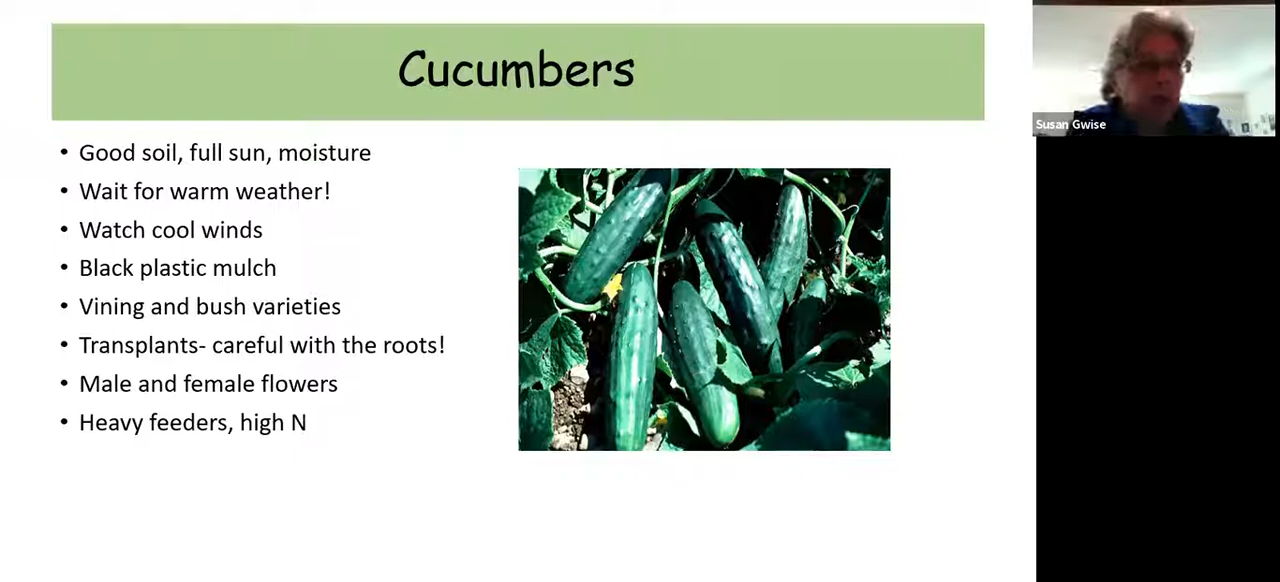 Cucumbers
• Good soil, full sun, moisture
• Wait for warm weather!
• Watch cool winds
• Black plastic mulch
• Vining and bush varieties
• Transplants- careful with the roots!
• Male and female flowers
• Heavy feeders, high N
Susan Gwise